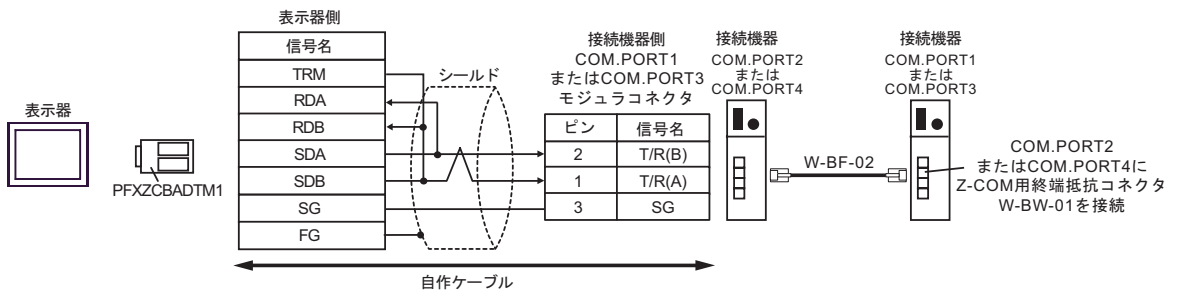 表示器
PFXZCBADTM1
表示器側
信号名
TRM
RDA
RDB
SDA
SDB
SG
FG
シールド
自作ケーブル
接続機器側
COM.PORT1
またはCOM.PORT3
モジュラコネクタ
ピン 信号名
2 T/R(B)
1 T/R(A)
3 SG
接続機器
COM.PORT2
または
COM.PORT4
W-BF-02
接続機器
COM.PORT1
または
COM.PORT3
COM.PORT2
またはCOM.PORT4に
Z-COM用終端抵抗コネクタ
W-BW-01を接続